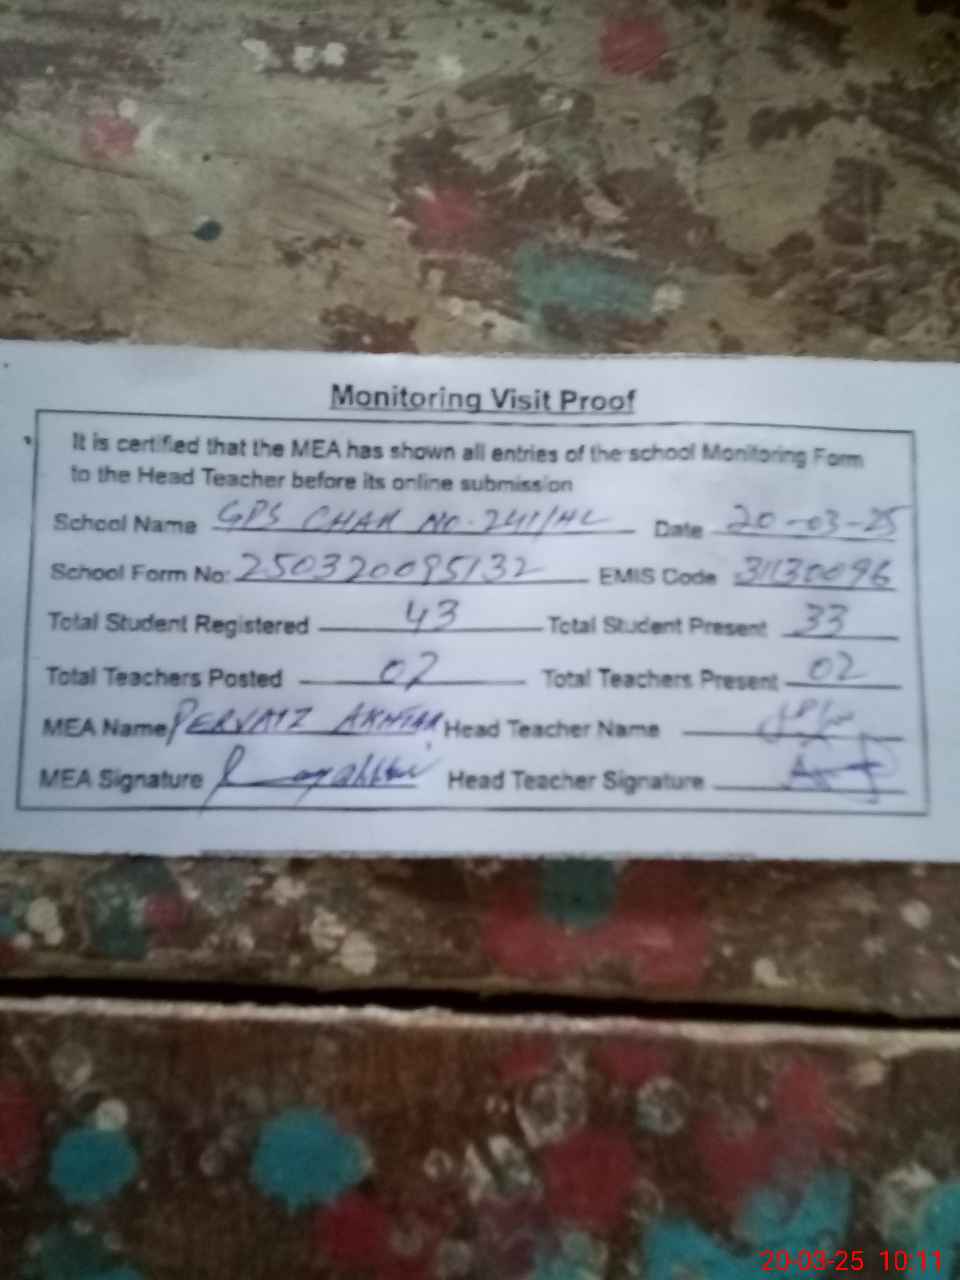 Monitoring Visit Proof
It is certified that the MEA has shown all entries of the school Monitoring Form
to the Head Teacher before its online submission
School Name GPS CHAK NO. 241/HL Date 20-03-25
School Form No: 250320095132 EMIS Code 31130096
Total Student Registered 43 Total Student Present 33
Total Teachers Posted 02 Total Teachers Present 02
MEA Name PERVAIZ AKHTAR Head Teacher Name
MEA Signature Head Teacher Signature
20-03-25 10:11